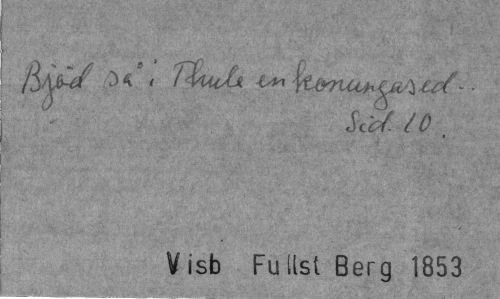 Bjöd så i Thule en konungased..
Sid. 10.
Visb Fullst Berg 1853